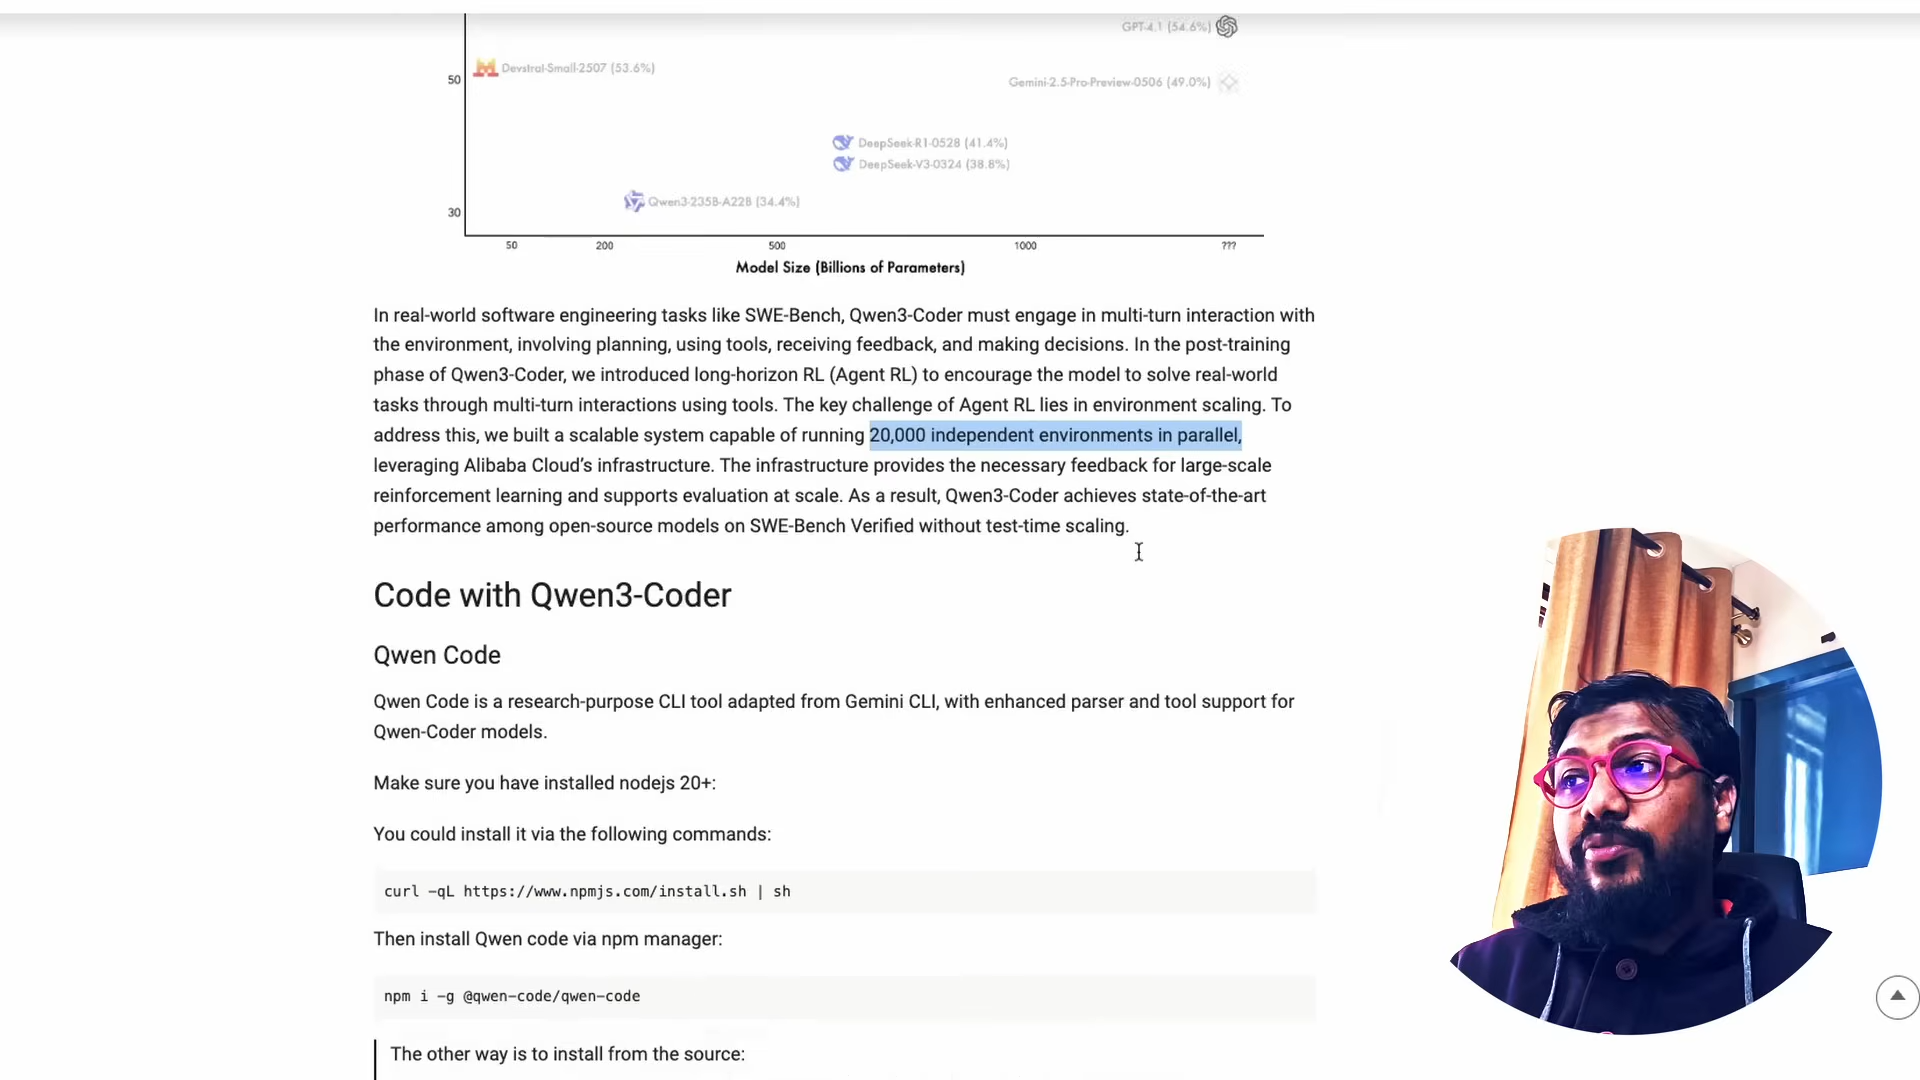 GPT-4.1 (54.6%)
50
Devstral-Small-2507 (53.6%)
Gemini-2.5-Pro-Preview-0506 (49.0%)
DeepSeek-R1-0528 (41.4%)
DeepSeek-V3-0324 (38.8%)
Qwen3-235B-A22B (34.4%)
30
50 200 500 1000 ???
Model Size (Billions of Parameters)
In real-world software engineering tasks like SWE-Bench, Qwen3-Coder must engage in multi-turn interaction with
the environment, involving planning, using tools, receiving feedback, and making decisions. In the post-training
phase of Qwen3-Coder, we introduced long-horizon RL (Agent RL) to encourage the model to solve real-world
tasks through multi-turn interactions using tools. The key challenge of Agent RL lies in environment scaling. To
address this, we built a scalable system capable of running 20,000 independent environments in parallel,
leveraging Alibaba Cloud’s infrastructure. The infrastructure provides the necessary feedback for large-scale
reinforcement learning and supports evaluation at scale. As a result, Qwen3-Coder achieves state-of-the-art
performance among open-source models on SWE-Bench Verified without test-time scaling.
Code with Qwen3-Coder
Qwen Code
Qwen Code is a research-purpose CLI tool adapted from Gemini CLI, with enhanced parser and tool support for
Qwen-Coder models.
Make sure you have installed nodejs 20+:
You could install it via the following commands:
curl -qL https://www.npmjs.com/install.sh | sh
Then install Qwen code via npm manager:
npm i -g @qwen-code/qwen-code
The other way is to install from the source: